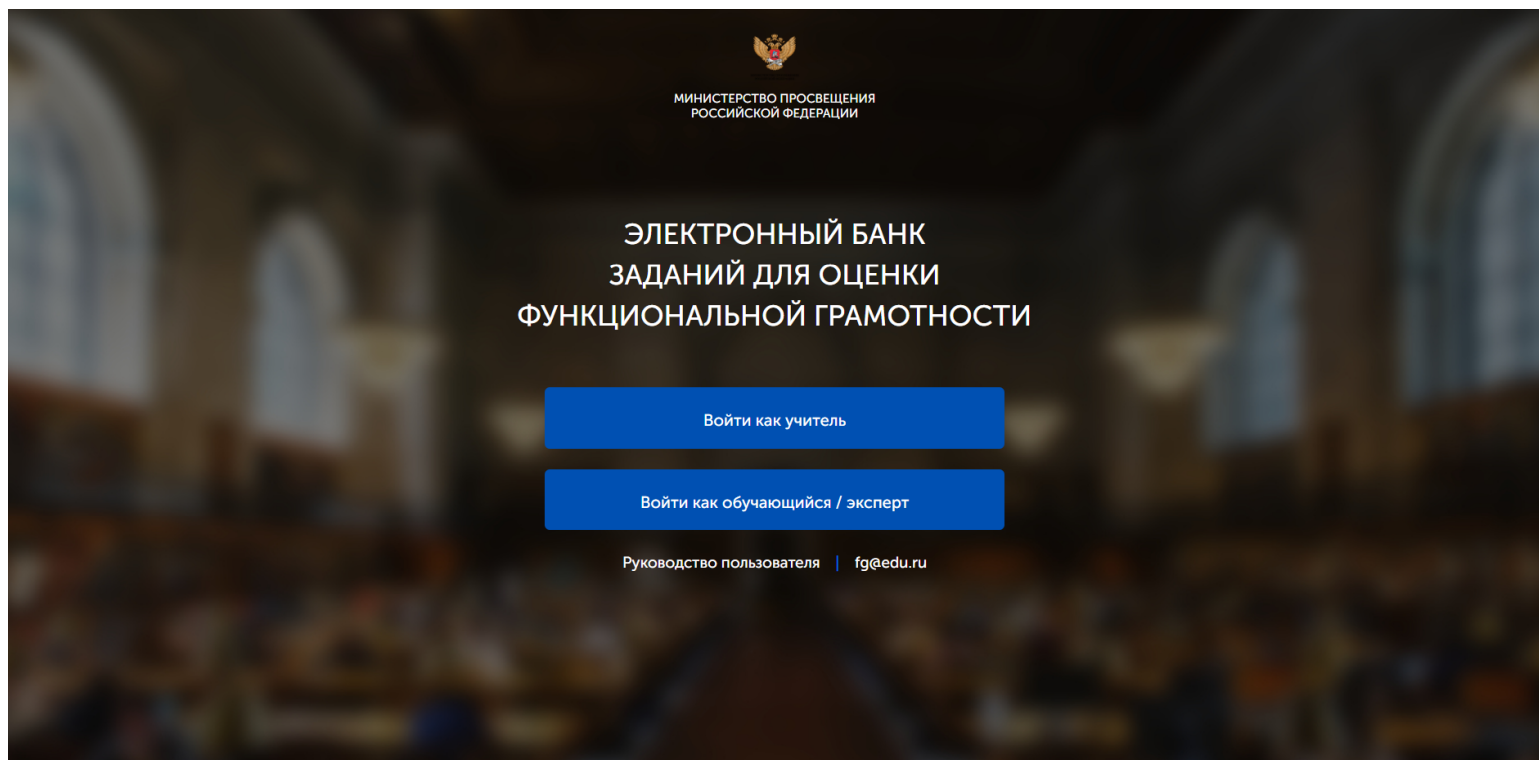 МИНИСТЕРСТВО ПРОСВЕЩЕНИЯ
РОССИЙСКОЙ ФЕДЕРАЦИИ
ЭЛЕКТРОННЫЙ БАНК
ЗАДАНИЙ ДЛЯ ОЦЕНКИ
ФУНКЦИОНАЛЬНОЙ ГРАМОТНОСТИ
Войти как учитель
Войти как обучающийся / эксперт
Руководство пользователя | fg@edu.ru